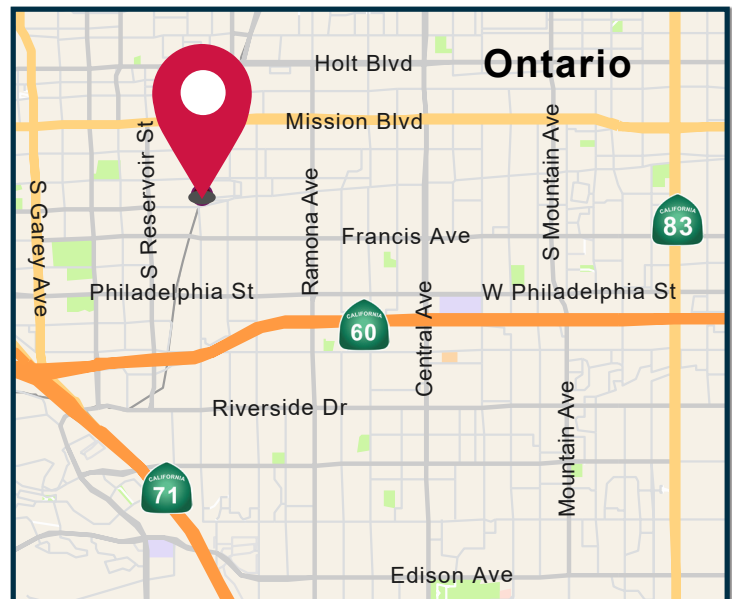 Holt Blvd
Ontario
Mission Blvd
S Mountain Ave
S Reservoir St
Ramona Ave
S Garey Ave
CALIFORNIA
83
Francis Ave
Philadelphia St
W Philadelphia St
CALIFORNIA
60
Central Ave
Riverside Dr
Mountain Ave
CALIFORNIA
71
Edison Ave